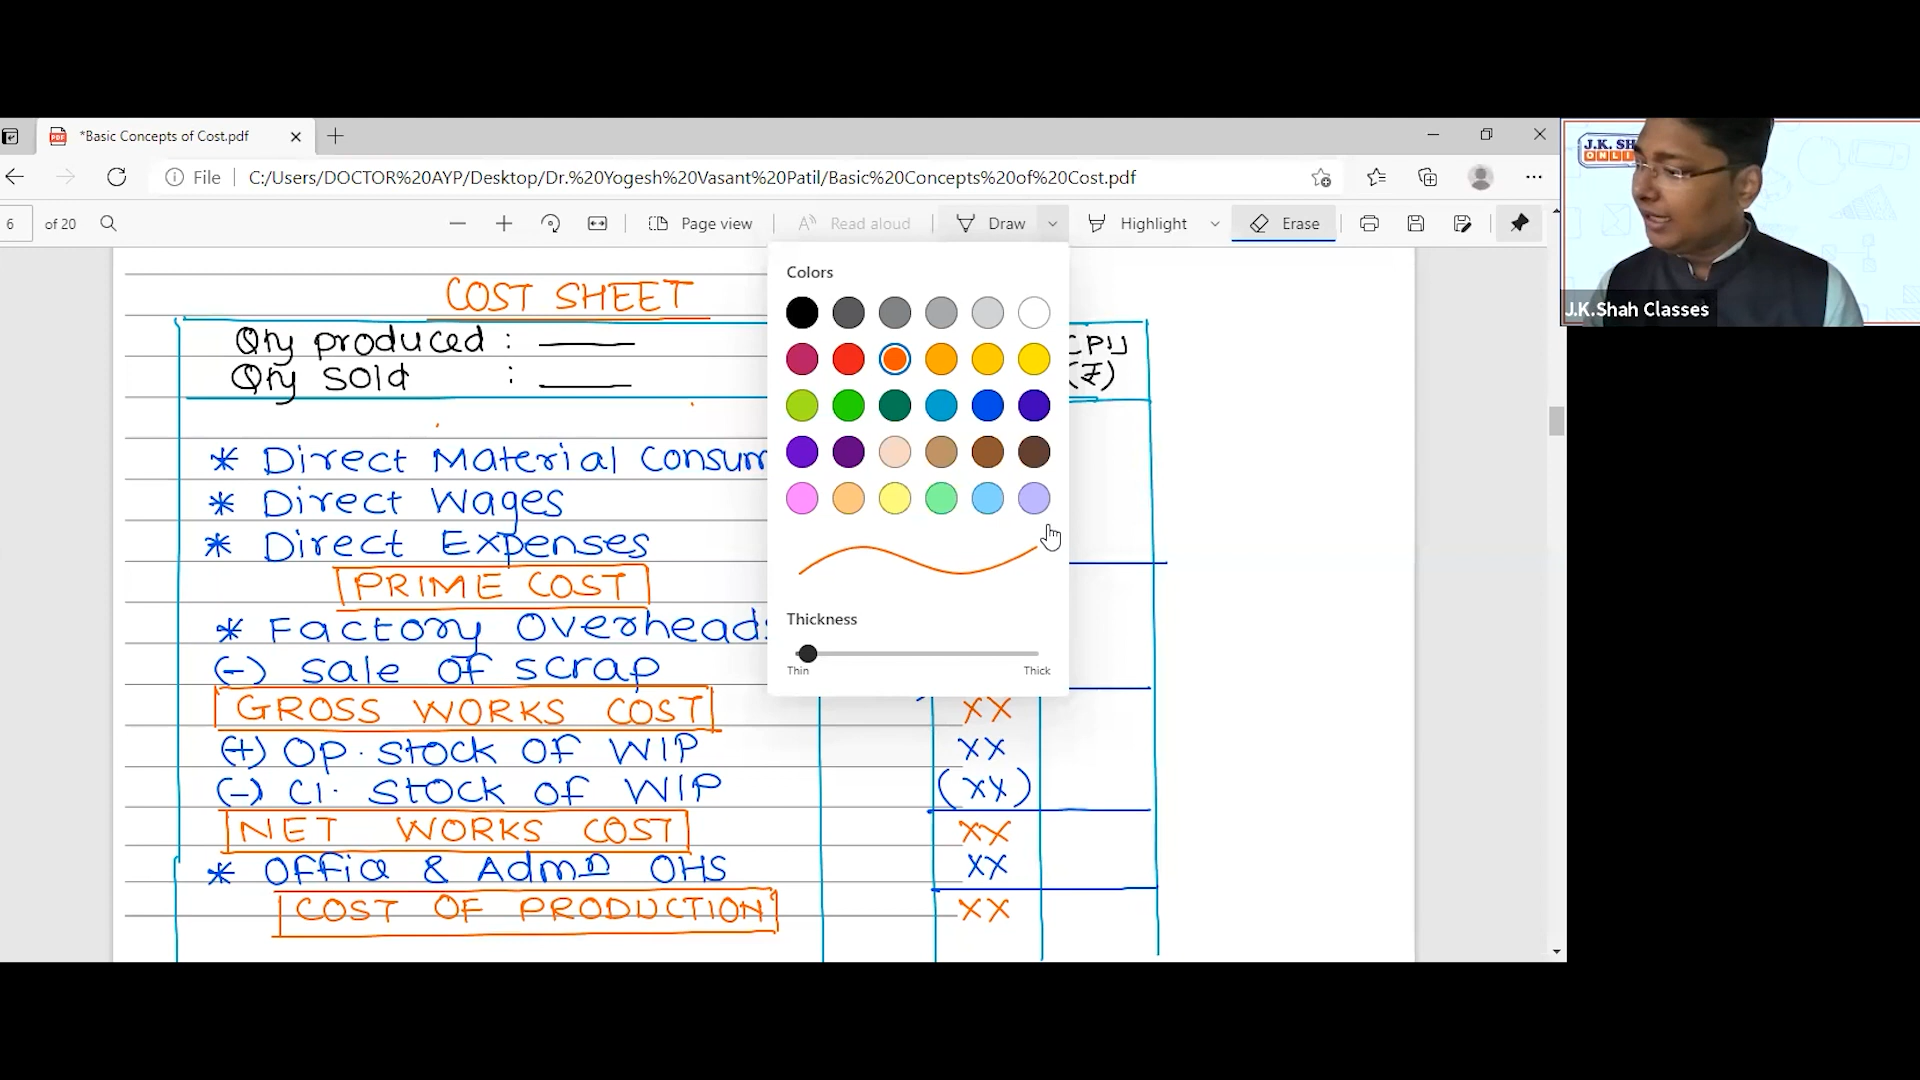 *Basic Concepts of Cost.pdf
File C:/Users/DOCTOR%20AYP/Desktop/Dr.%20Yogesh%20Vasant%20Patil/Basic%20Concepts%20of%20Cost.pdf
6 of 20 Page view Read aloud Draw Highlight Erase
J.K. SH
ONLI
J.K.Shah Classes
Colors
Thickness
Thin Thick
COST SHEET
Qty produced : ____
Qty Sold : ____
CPU
(₹)
* Direct Material Consum
* Direct Wages
* Direct Expenses
PRIME COST
* Factory Overheads
(-) Sale of scrap
GROSS WORKS COST XX
(+) Op. Stock of WIP XX
(-) Cl. Stock of WIP (XX)
NET WORKS COST XX
* Office & Admn OHS XX
COST OF PRODUCTION XX